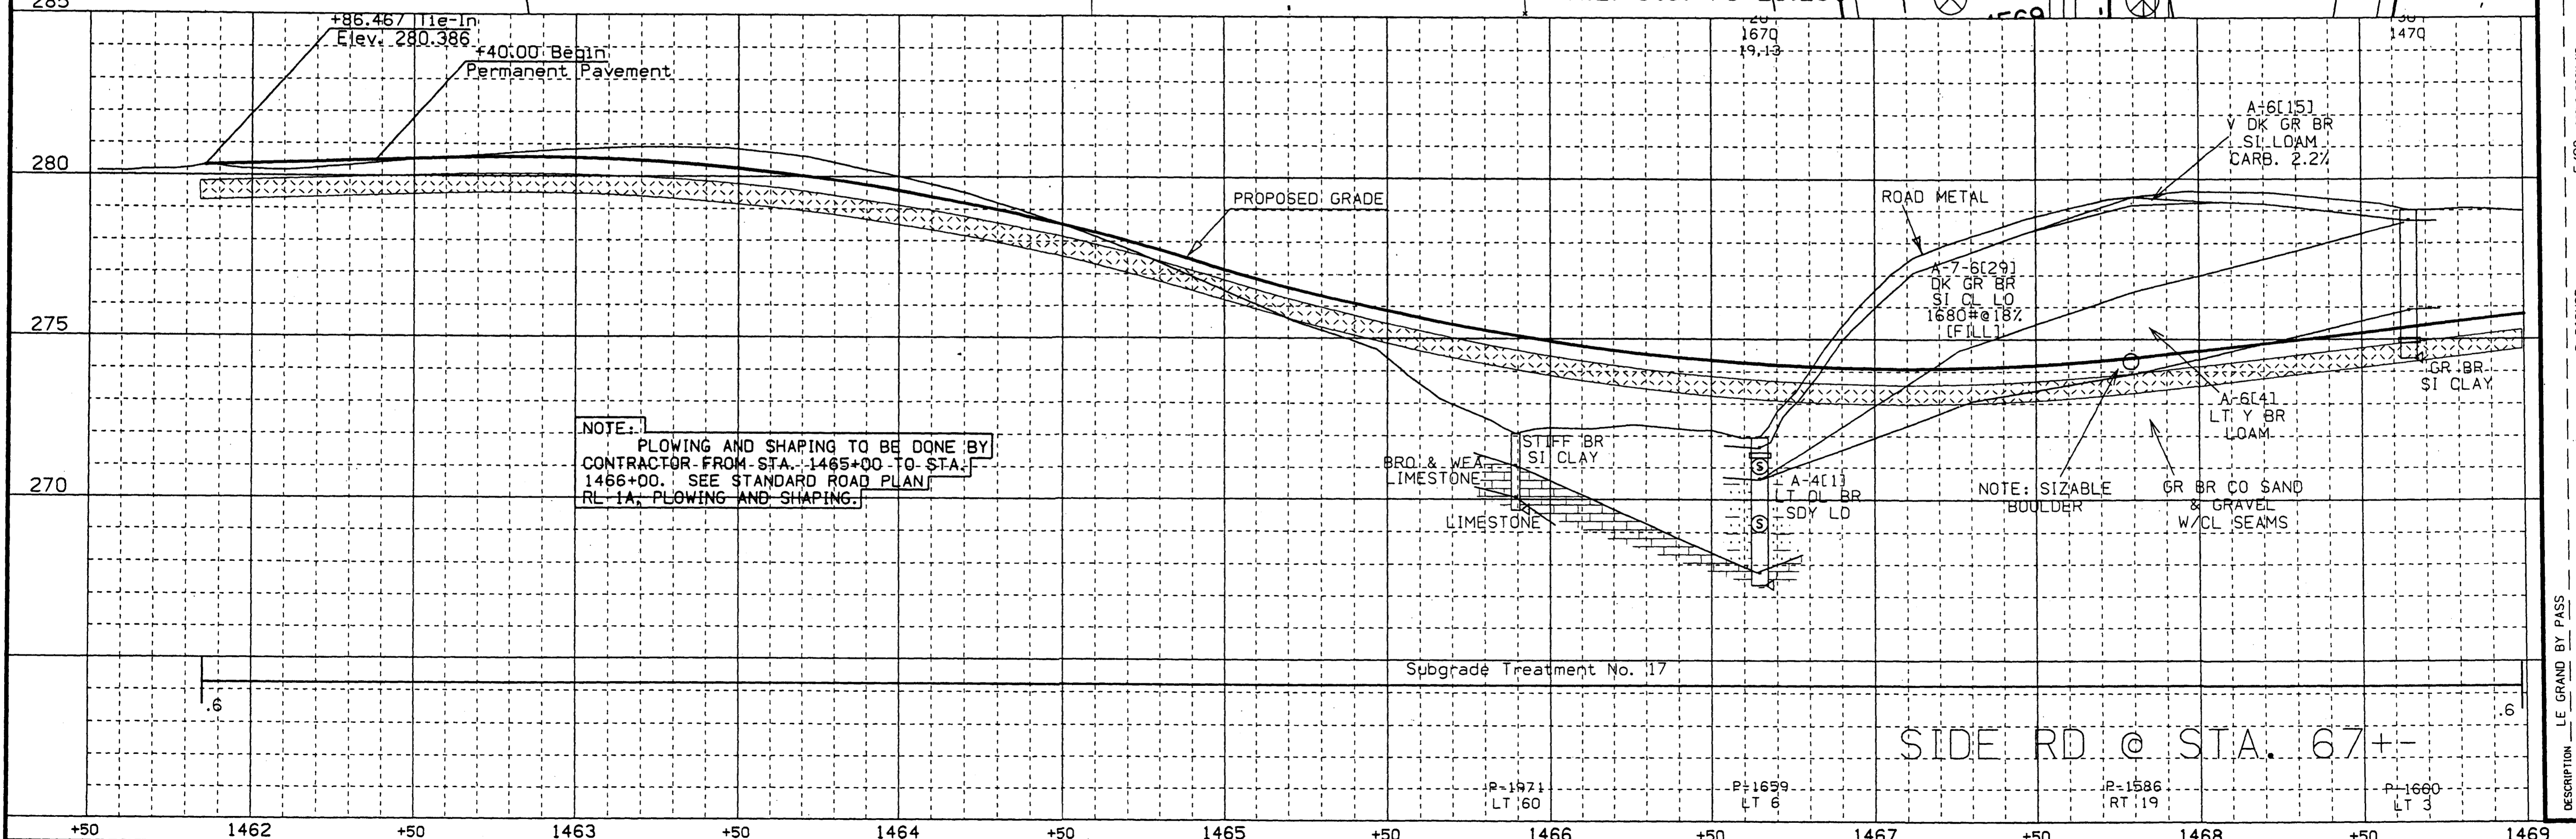 285
+86.467 Tie-In
Elev. 280.386
+40.00 Begin
Permanent Pavement
20
1670
19,13
1470
A-6[15]
V DK GR BR
SI LOAM
CARB. 2.2%
280
PROPOSED GRADE
ROAD METAL
A-7-6[29]
DK GR BR
SI CL LO
1680#@18%
[FILL]
275
GR BR
SI CLAY
A-6[4]
LT Y BR
LOAM
NOTE:
PLOWING AND SHAPING TO BE DONE BY
CONTRACTOR FROM STA. 1465+00 TO STA.
1466+00. SEE STANDARD ROAD PLAN
RL-1A, PLOWING AND SHAPING.
STIFF BR
SI CLAY
BRO & WEA
LIMESTONE
LIMESTONE
S
S
A-4[1]
LT OL BR
SDY LO
NOTE: SIZABLE
BOULDER
GR BR CO SAND
& GRAVEL
W/CL SEAMS
270
Subgrade Treatment No. 17
.6
.6
SIDE RD @ STA. 67+-
P-1971
LT 60
P-1659
LT 6
P-1586
RT 19
P-1660
LT 3
+50 1462 +50 1463 +50 1464 +50 1465 +50 1466 +50 1467 +50 1468 +50 1469
DESCRIPTION LE GRAND BY PASS